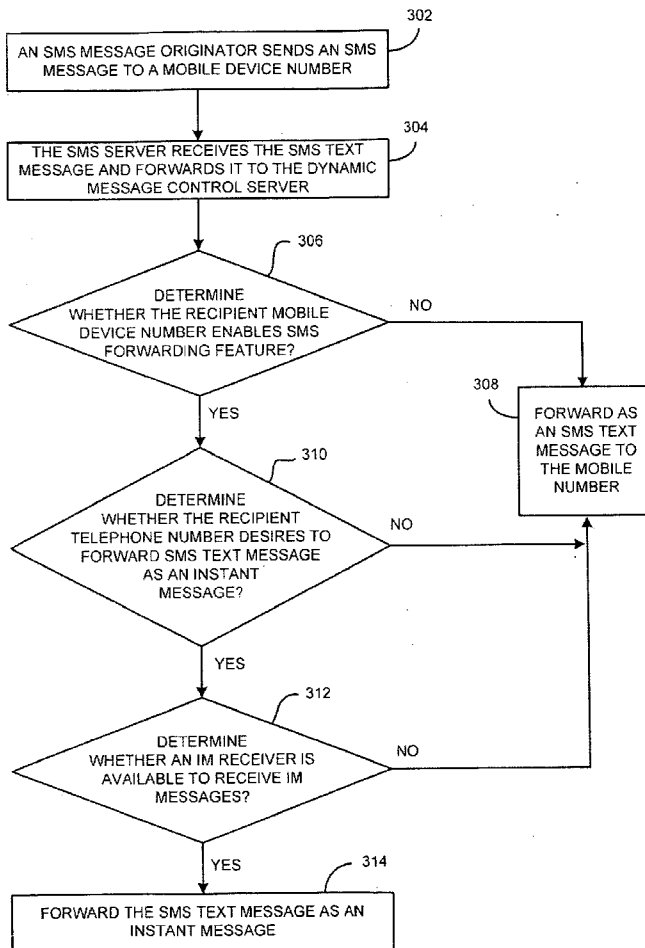 302
AN SMS MESSAGE ORIGINATOR SENDS AN SMS
MESSAGE TO A MOBILE DEVICE NUMBER
304
THE SMS SERVER RECEIVES THE SMS TEXT
MESSAGE AND FORWARDS IT TO THE DYNAMIC
MESSAGE CONTROL SERVER
306
DETERMINE
WHETHER THE RECIPIENT MOBILE
DEVICE NUMBER ENABLES SMS
FORWARDING FEATURE?
NO
YES
308
FORWARD AS
AN SMS TEXT
MESSAGE TO
THE MOBILE
NUMBER
310
DETERMINE
WHETHER THE RECIPIENT
TELEPHONE NUMBER DESIRES TO
FORWARD SMS TEXT MESSAGE
AS AN INSTANT
MESSAGE?
NO
YES
312
DETERMINE
WHETHER AN IM RECEIVER IS
AVAILABLE TO RECEIVE IM
MESSAGES?
NO
YES
314
FORWARD THE SMS TEXT MESSAGE AS AN
INSTANT MESSAGE